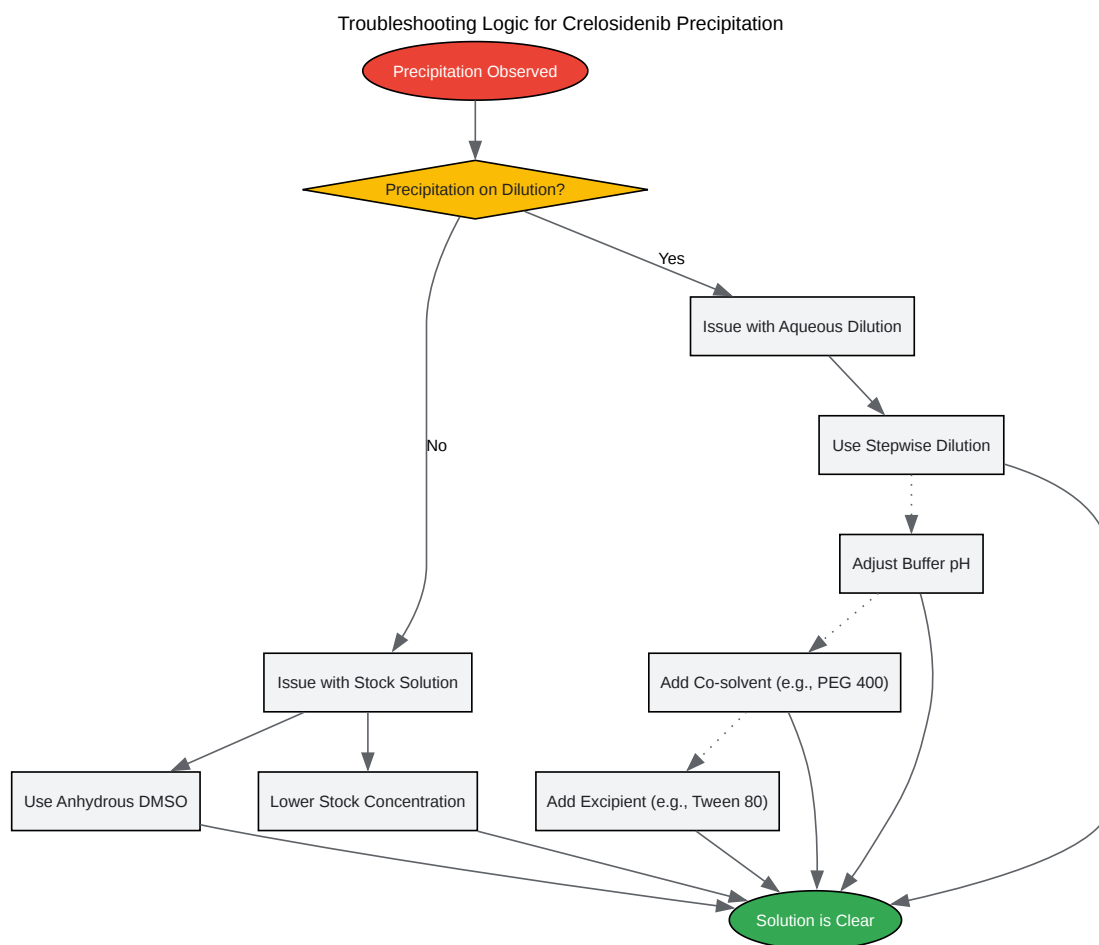 Troubleshooting Logic for Crelosidenib Precipitation
Precipitation Observed
Precipitation on Dilution?
Yes
Issue with Aqueous Dilution
Use Stepwise Dilution
No
Adjust Buffer pH
Issue with Stock Solution
Add Co-solvent (e.g., PEG 400)
Use Anhydrous DMSO
Lower Stock Concentration
Add Excipient (e.g., Tween 80)
Solution is Clear